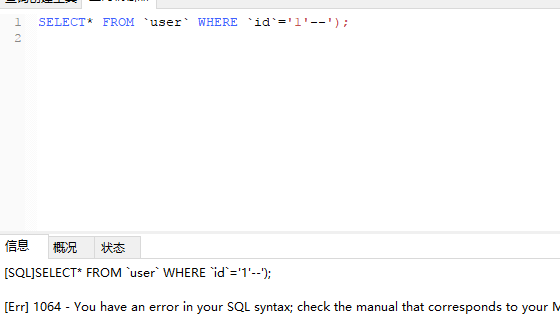 1 SELECT* FROM `user` WHERE `id`='1'--');
2
信息 概况 状态
[SQL]SELECT* FROM `user` WHERE `id`='1'--');
[Err] 1064 - You have an error in your SQL syntax; check the manual that corresponds to your